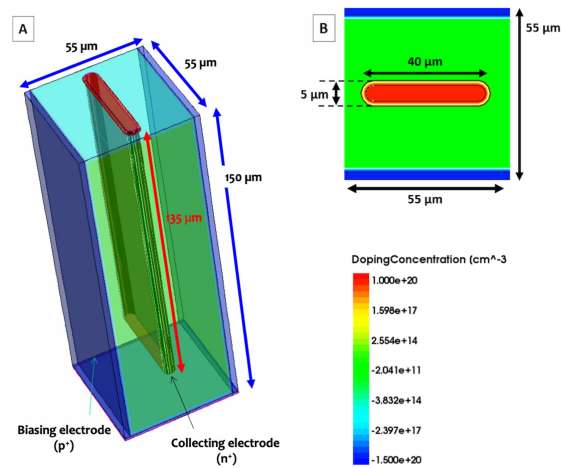 A
55 µm
55 µm
150 µm
135 µm
Biasing electrode
(p⁺)
Collecting electrode
(n⁺)
B
40 µm
5 µm
55 µm
55 µm
DopingConcentration (cm^-3
1.000e+20
1.598e+17
2.554e+14
-2.041e+11
-3.832e+14
-2.397e+17
-1.500e+20